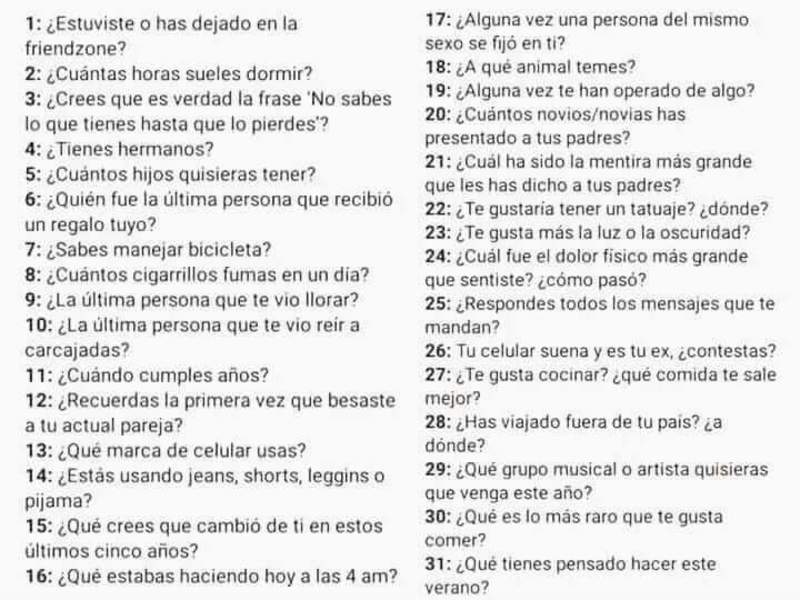 1: ¿Estuviste o has dejado en la
friendzone?
2: ¿Cuántas horas sueles dormir?
3: ¿Crees que es verdad la frase 'No sabes
lo que tienes hasta que lo pierdes'?
4: ¿Tienes hermanos?
5: ¿Cuántos hijos quisieras tener?
6: ¿Quién fue la última persona que recibió
un regalo tuyo?
7: ¿Sabes manejar bicicleta?
8: ¿Cuántos cigarrillos fumas en un día?
9: ¿La última persona que te vio llorar?
10: ¿La última persona que te vio reír a
carcajadas?
11: ¿Cuándo cumples años?
12: ¿Recuerdas la primera vez que besaste
a tu actual pareja?
13: ¿Qué marca de celular usas?
14: ¿Estás usando jeans, shorts, leggins o
pijama?
15: ¿Qué crees que cambió de ti en estos
últimos cinco años?
16: ¿Qué estabas haciendo hoy a las 4 am?
17: ¿Alguna vez una persona del mismo
sexo se fijó en ti?
18: ¿A qué animal temes?
19: ¿Alguna vez te han operado de algo?
20: ¿Cuántos novios/novias has
presentado a tus padres?
21: ¿Cuál ha sido la mentira más grande
que les has dicho a tus padres?
22: ¿Te gustaría tener un tatuaje? ¿dónde?
23: ¿Te gusta más la luz o la oscuridad?
24: ¿Cuál fue el dolor físico más grande
que sentiste? ¿cómo pasó?
25: ¿Respondes todos los mensajes que te
mandan?
26: Tu celular suena y es tu ex, ¿contestas?
27: ¿Te gusta cocinar? ¿qué comida te sale
mejor?
28: ¿Has viajado fuera de tu país? ¿a
dónde?
29: ¿Qué grupo musical o artista quisieras
que venga este año?
30: ¿Qué es lo más raro que te gusta
comer?
31: ¿Qué tienes pensado hacer este
verano?